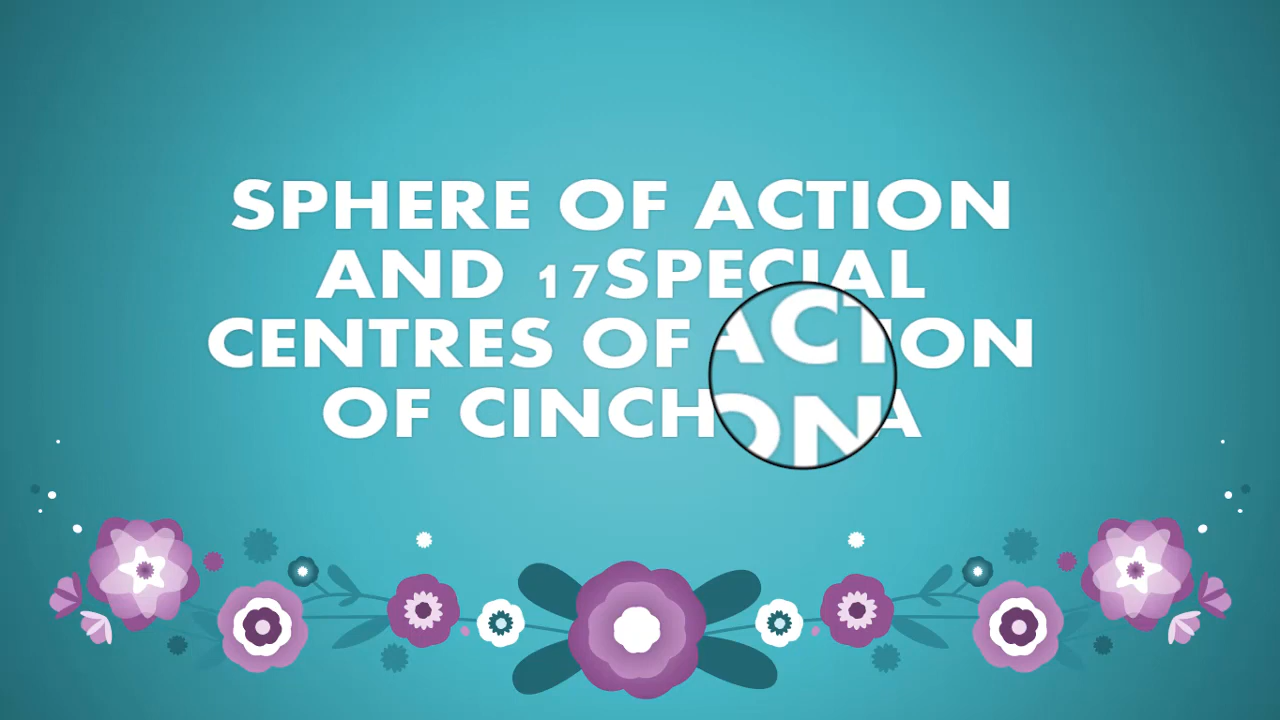 SPHERE OF ACTION
AND 17SPECIAL
CENTRES OF ACTION
OF CINCHONA